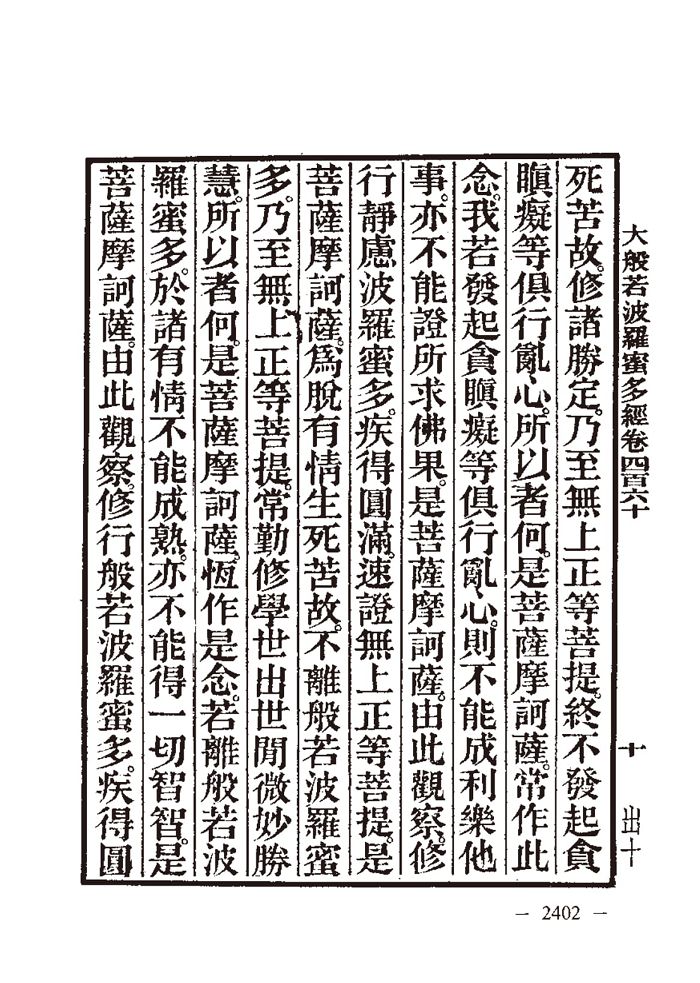 大般若波羅蜜多經卷四百六十 十 出十
死苦故。修諸勝定。乃至無上正等菩提。終不發起貪
瞋癡等俱行亂心。所以者何。是菩薩摩訶薩。常作此
念。我若發起貪瞋癡等俱行亂心。則不能成利樂他
事。亦不能證所求佛果。是菩薩摩訶薩。由此觀察。修
行靜慮波羅蜜多。疾得圓滿。速證無上正等菩提。是
菩薩摩訶薩。為脫有情生死苦故。不離般若波羅蜜
多。乃至無上正等菩提。常勤修學世出世閒微妙勝
慧。所以者何。是菩薩摩訶薩。恆作是念。若離般若波
羅蜜多。於諸有情不能成熟。亦不能得一切智智。是
菩薩摩訶薩。由此觀察。修行般若波羅蜜多。疾得圓
— 2402 —